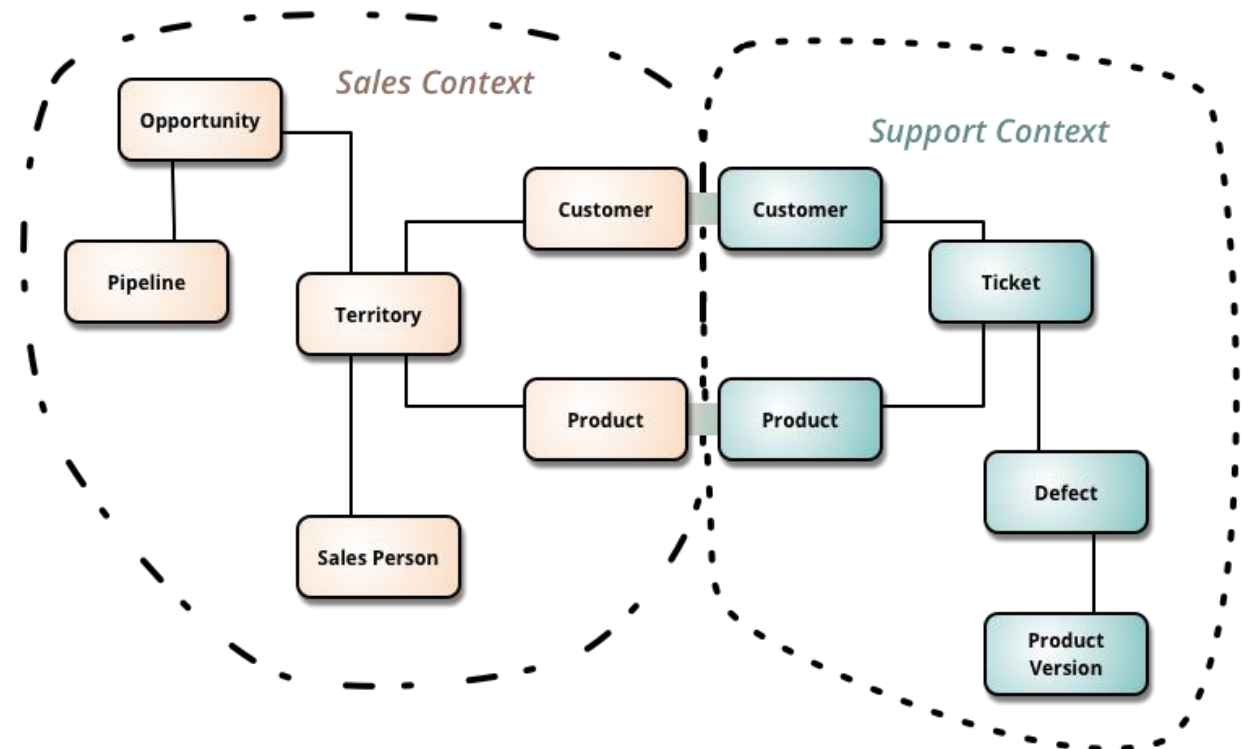 Sales Context
Opportunity
Support Context
Customer
Customer
Pipeline
Ticket
Territory
Product
Product
Defect
Sales Person
Product
Version